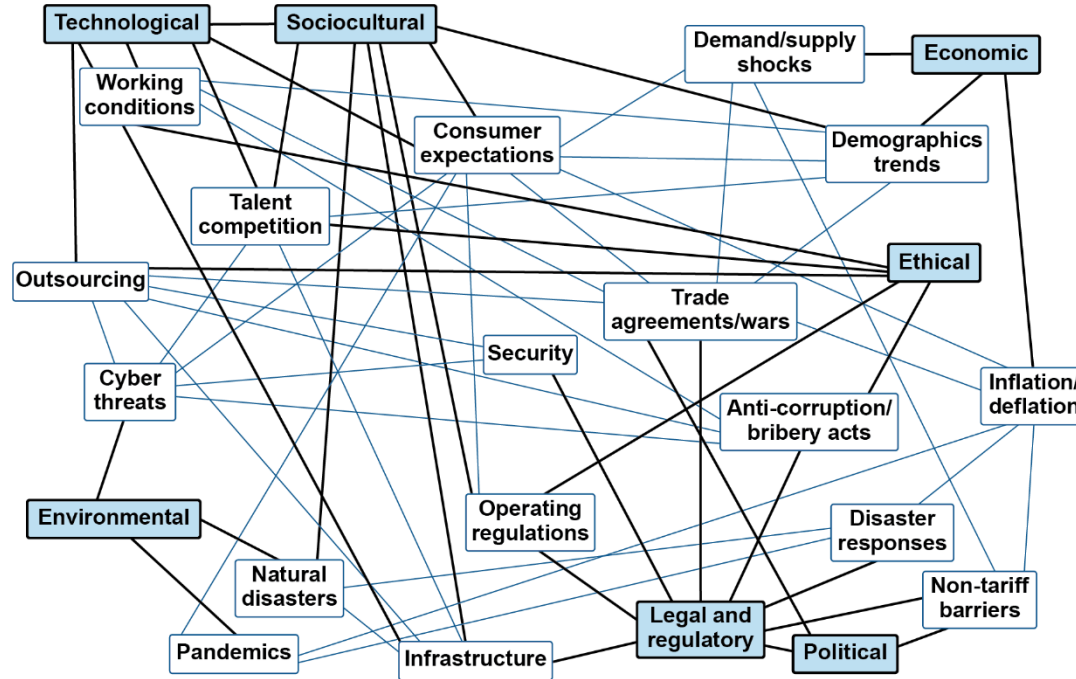 Technological
Sociocultural
Demand/supply
shocks
Economic
Working
conditions
Consumer
expectations
Demographics
trends
Talent
competition
Ethical
Outsourcing
Trade
agreements/wars
Security
Cyber
threats
Inflation/
deflation
Anti-corruption/
bribery acts
Environmental
Operating
regulations
Disaster
responses
Natural
disasters
Non-tariff
barriers
Legal and
regulatory
Pandemics
Infrastructure
Political